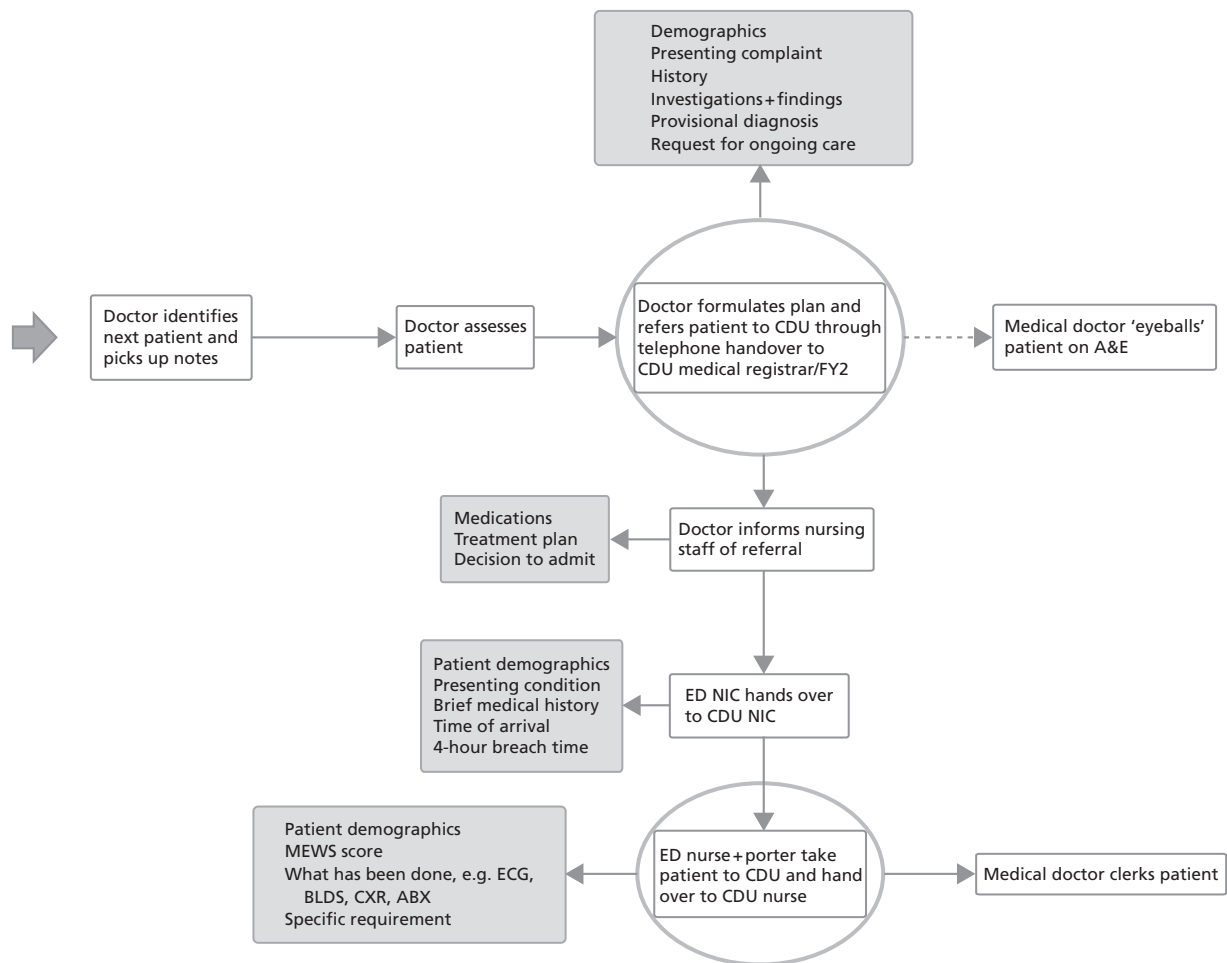 Demographics
Presenting complaint
History
Investigations+findings
Provisional diagnosis
Request for ongoing care
Doctor identifies
next patient and
picks up notes
Doctor assesses
patient
Doctor formulates plan and
refers patient to CDU through
telephone handover to
CDU medical registrar/FY2
Medical doctor ‘eyeballs’
patient on A&E
Medications
Treatment plan
Decision to admit
Doctor informs nursing
staff of referral
Patient demographics
Presenting condition
Brief medical history
Time of arrival
4-hour breach time
ED NIC hands over
to CDU NIC
Patient demographics
MEWS score
What has been done, e.g. ECG,
BLDS, CXR, ABX
Specific requirement
ED nurse+porter take
patient to CDU and hand
over to CDU nurse
Medical doctor clerks patient